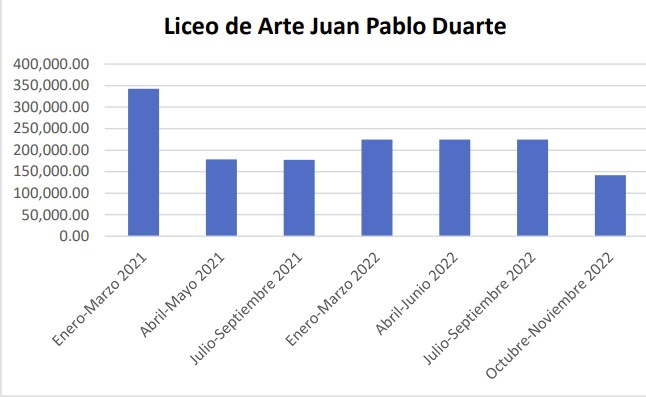 Liceo de Arte Juan Pablo Duarte
400,000.00
350,000.00
300,000.00
250,000.00
200,000.00
150,000.00
100,000.00
50,000.00
0.00
Enero-Marzo 2021
Abril-Mayo 2021
Julio-Septiembre 2021
Enero-Marzo 2022
Abril-Junio 2022
Julio-Septiembre 2022
Octubre-Noviembre 2022